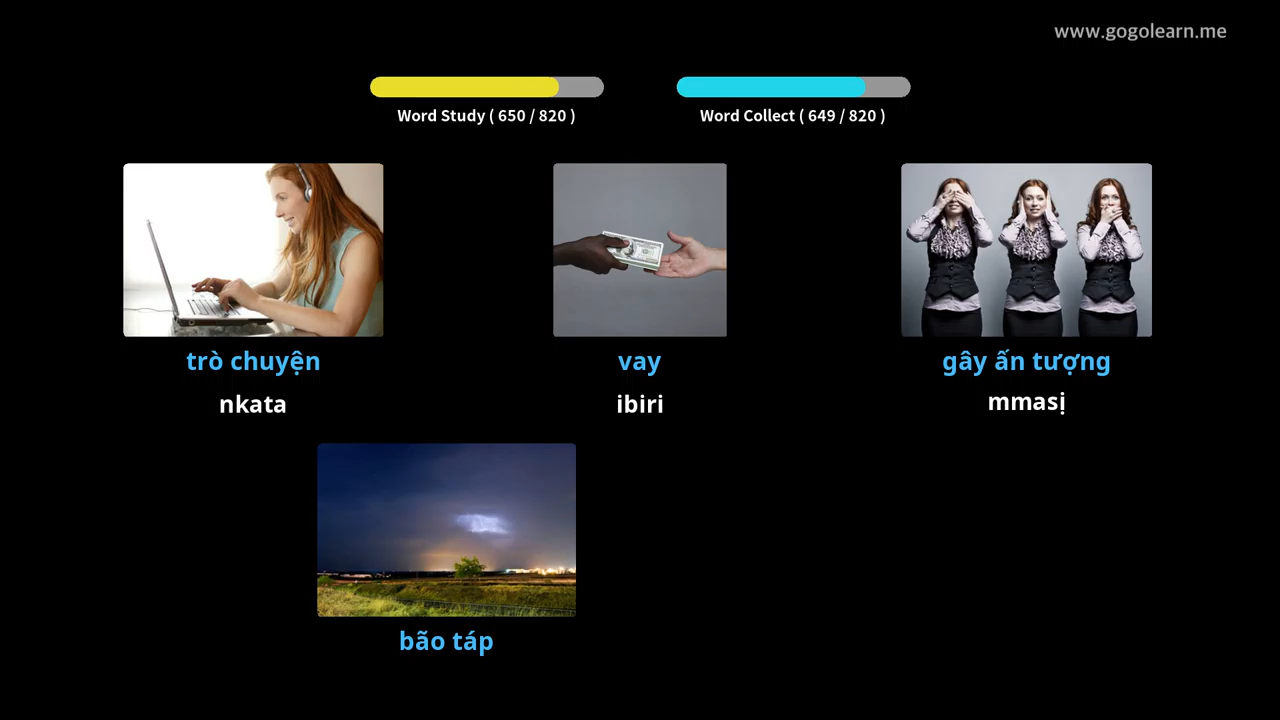 www.gogolearn.me
Word Study ( 650 / 820 )
Word Collect ( 649 / 820 )
trò chuyện
nkata
vay
ibiri
gây ấn tượng
mmasị
bão táp